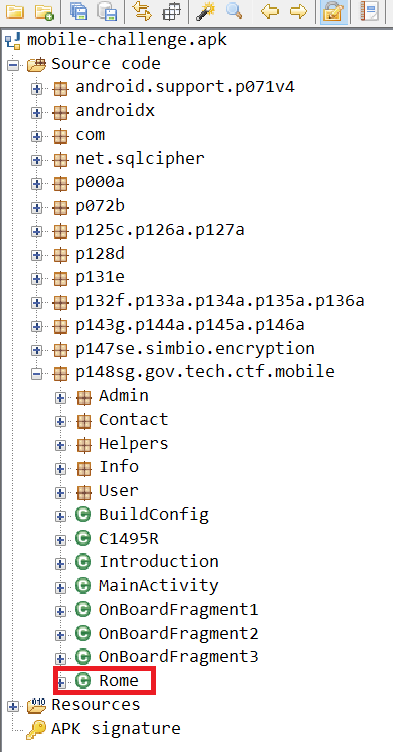 mobile-challenge.apk
Source code
android.support.p071v4
androidx
com
net.sqlcipher
p000a
p072b
p125c.p126a.p127a
p128d
p131e
p132f.p133a.p134a.p135a.p136a
p143g.p144a.p145a.p146a
p147se.simbio.encryption
p148sg.gov.tech.ctf.mobile
Admin
Contact
Helpers
Info
User
BuildConfig
C1495R
Introduction
MainActivity
OnBoardFragment1
OnBoardFragment2
OnBoardFragment3
Rome
Resources
APK signature